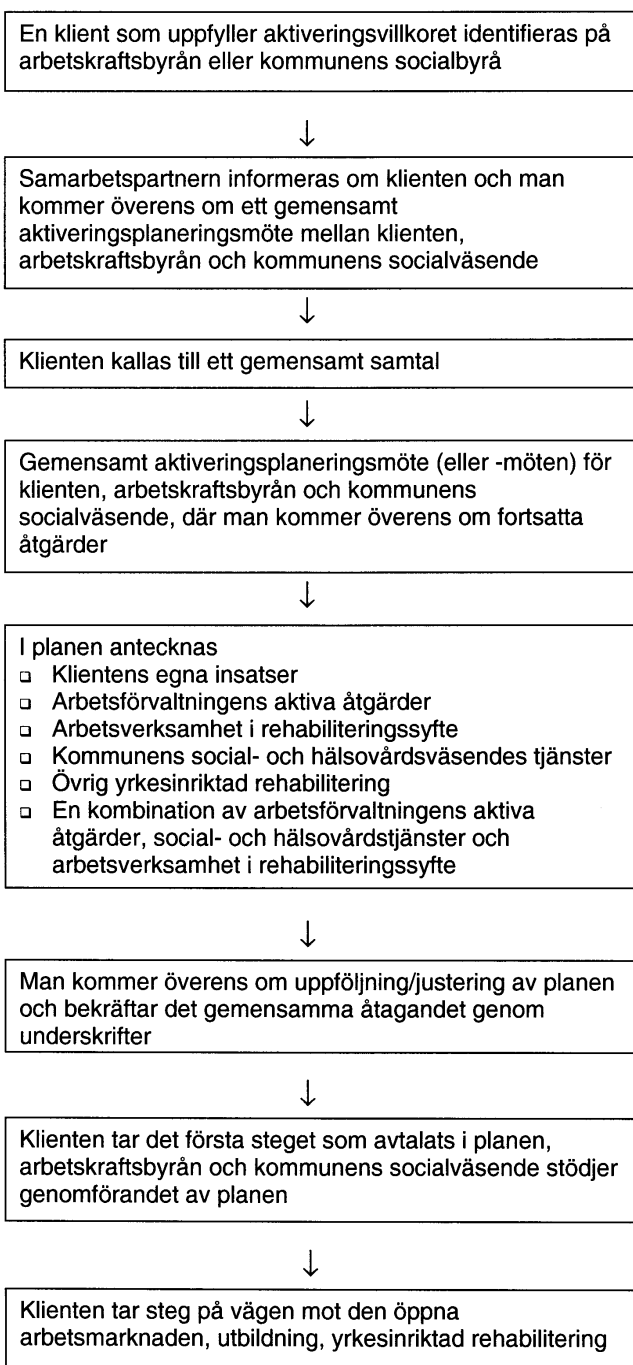 En klient som uppfyller aktiveringsvillkoret identifieras på
arbetskraftsbyrån eller kommunens socialbyrå
↓
Samarbetspartnern informeras om klienten och man
kommer överens om ett gemensamt
aktiveringsplaneringsmöte mellan klienten,
arbetskraftsbyrån och kommunens socialväsende
↓
Klienten kallas till ett gemensamt samtal
↓
Gemensamt aktiveringsplaneringsmöte (eller -möten) för
klienten, arbetskraftsbyrån och kommunens
socialväsende, där man kommer överens om fortsatta
åtgärder
↓
I planen antecknas
❑ Klientens egna insatser
❑ Arbetsförvaltningens aktiva åtgärder
❑ Arbetsverksamhet i rehabiliteringssyfte
❑ Kommunens social- och hälsovårdsväsendes tjänster
❑ Övrig yrkesinriktad rehabilitering
❑ En kombination av arbetsförvaltningens aktiva
åtgärder, social- och hälsovårdstjänster och
arbetsverksamhet i rehabiliteringssyfte
↓
Man kommer överens om uppföljning/justering av planen
och bekräftar det gemensamma åtagandet genom
underskrifter
↓
Klienten tar det första steget som avtalats i planen,
arbetskraftsbyrån och kommunens socialväsende stödjer
genomförandet av planen
↓
Klienten tar steg på vägen mot den öppna
arbetsmarknaden, utbildning, yrkesinriktad rehabilitering